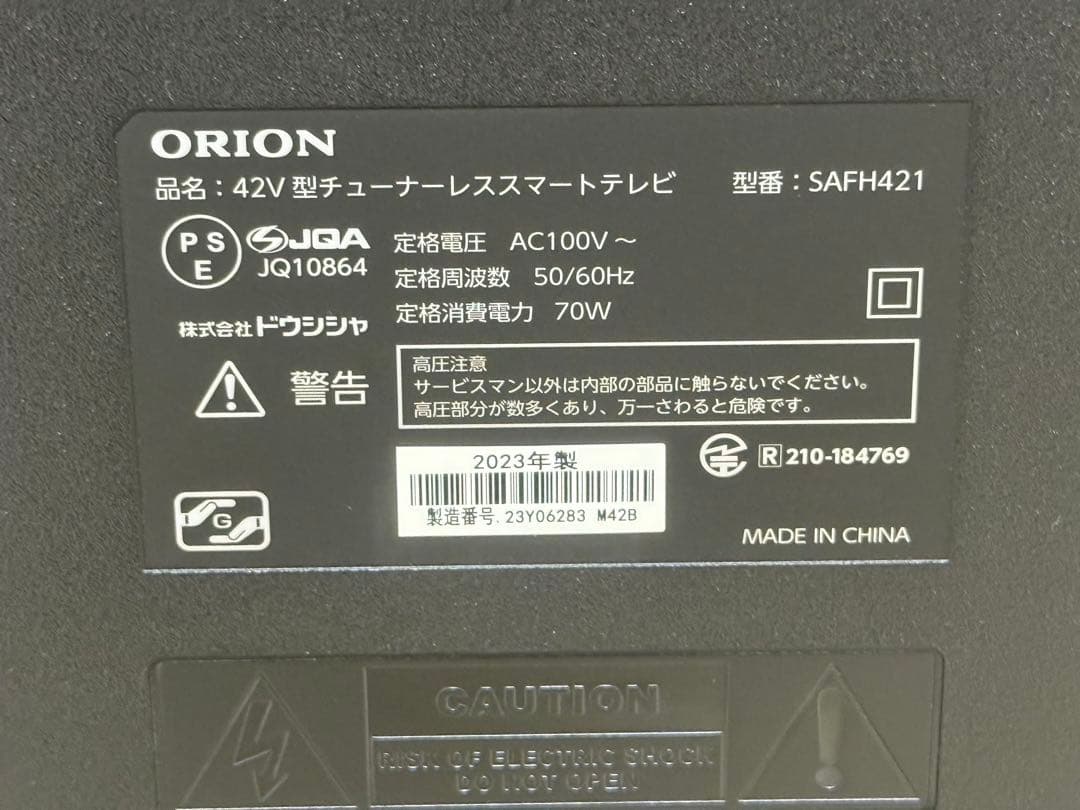 ORION
品名：42V型チューナーレススマートテレビ 型番：SAFH421
PSE JQA 定格電圧 AC100V～
JQ10864 定格周波数 50/60Hz
定格消費電力 70W
株式会社ドウシシャ
警告
高圧注意
サービスマン以外は内部の部品に触らないでください。
高圧部分が数多くあり、万一さわると危険です。
R 210-184769
2023年製
製造番号. 23Y06283 M42B
G
MADE IN CHINA
CAUTION
RISK OF ELECTRIC SHOCK
DO NOT OPEN